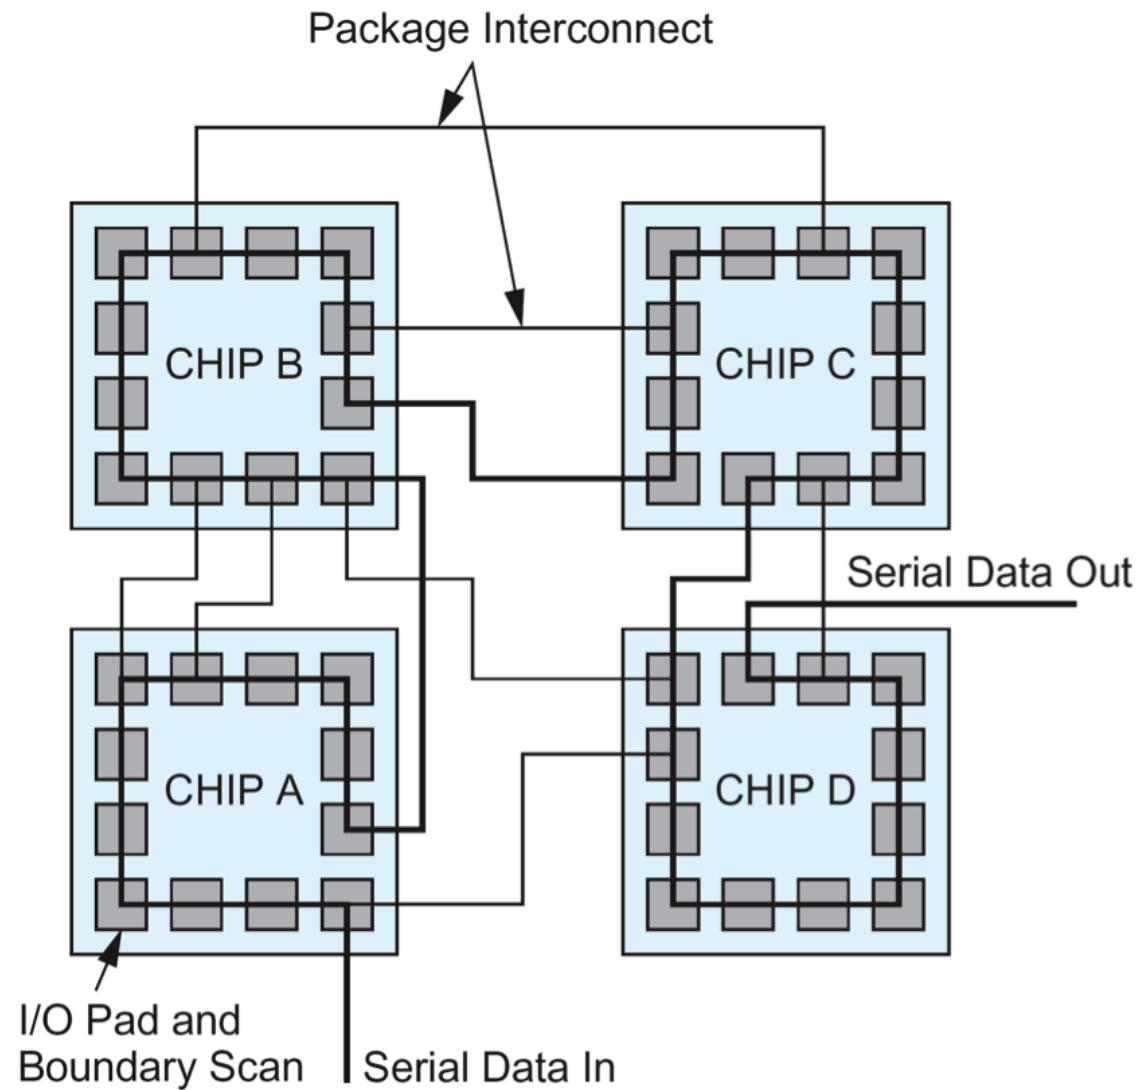 Package Interconnect
CHIP B
CHIP C
Serial Data Out
CHIP A
CHIP D
I/O Pad and
Boundary Scan
Serial Data In